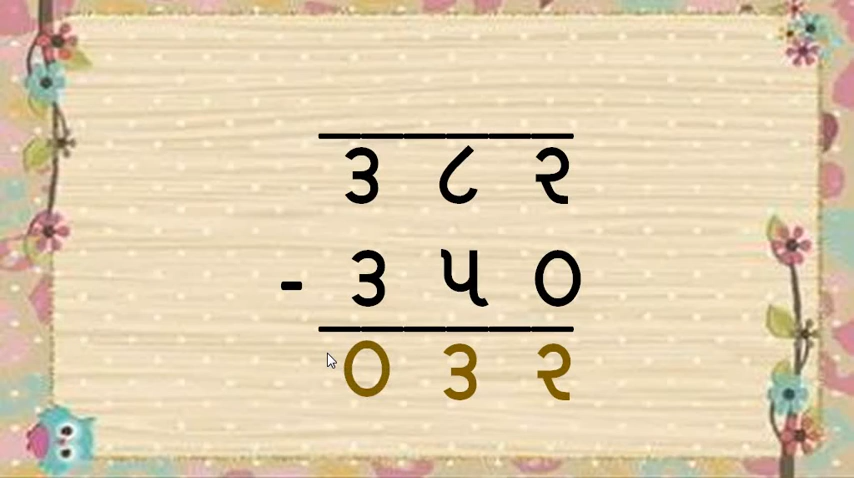 ૩ ૮ ૨
- ૩ ૫ ૦
૦ ૩ ૨